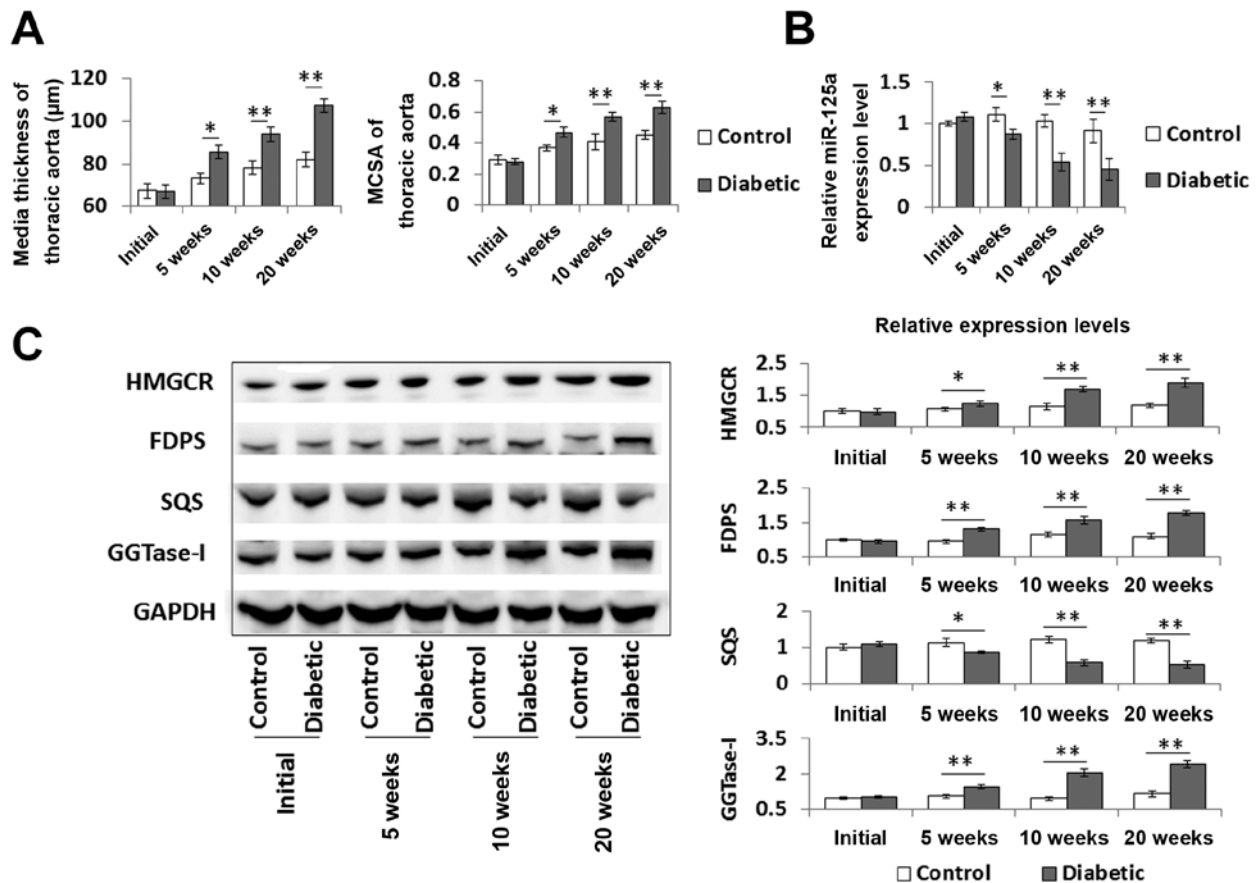 A
Media thickness of
thoracic aorta (µm)
120
100
80
60
*
**
**
Initial
5 weeks
10 weeks
20 weeks
MCSA of
thoracic aorta
0.8
0.6
0.4
0.2
0
*
**
**
Initial
5 weeks
10 weeks
20 weeks
Control
Diabetic
B
Relative miR-125a
expression level
1.5
1
0.5
0
*
**
**
Initial
5 weeks
10 weeks
20 weeks
Control
Diabetic
C
HMGCR
FDPS
SQS
GGTase-I
GAPDH
Control
Diabetic
Control
Diabetic
Control
Diabetic
Control
Diabetic
Initial
5 weeks
10 weeks
20 weeks
Relative expression levels
HMGCR
2.5
1.5
0.5
*
**
**
Initial 5 weeks 10 weeks 20 weeks
FDPS
2.5
1.5
0.5
**
**
**
Initial 5 weeks 10 weeks 20 weeks
SQS
2
1
0
*
**
**
Initial 5 weeks 10 weeks 20 weeks
GGTase-I
3.5
2
0.5
**
**
**
Initial 5 weeks 10 weeks 20 weeks
Control Diabetic